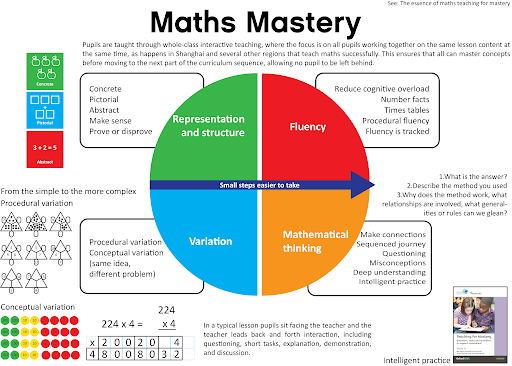 See: The essence of maths teaching for mastery
Maths Mastery
Pupils are taught through whole-class interactive teaching, where the focus is on all pupils working together on the same lesson content at
the same time, as happens in Shanghai and several other regions that teach maths successfully. This ensures that all can master concepts
before moving to the next part of the curriculum sequence, allowing no pupil to be left behind.
Concrete
Pictorial
3 + 2 = 5
Abstract
Concrete
Pictorial
Abstract
Make sense
Prove or disprove
Representation
and structure
Fluency
Reduce cognitive overload
Number facts
Times tables
Procedural fluency
Fluency is tracked
Small steps easier to take
1.What is the answer?
2.Describe the method you used
3.Why does the method work, what
relationships are involved, what general-
ities or rules can we glean?
From the simple to the more complex
Procedural variation
Procedural variation
Conceptual variation
(same idea,
different problem)
Variation
Mathematical
thinking
Make connections
Sequenced journey
Questioning
Misconceptions
Deep understanding
Intelligent practice
Conceptual variation
224 x 4 =
224
x 4
x 2 0 0 2 0 4
4 8 0 0 8 0 3 2
In a typical lesson pupils sit facing the teacher and the
teacher leads back and forth interaction, including
questioning, short tasks, explanation, demonstration,
and discussion.
Teaching for Mastery
Intelligent practice